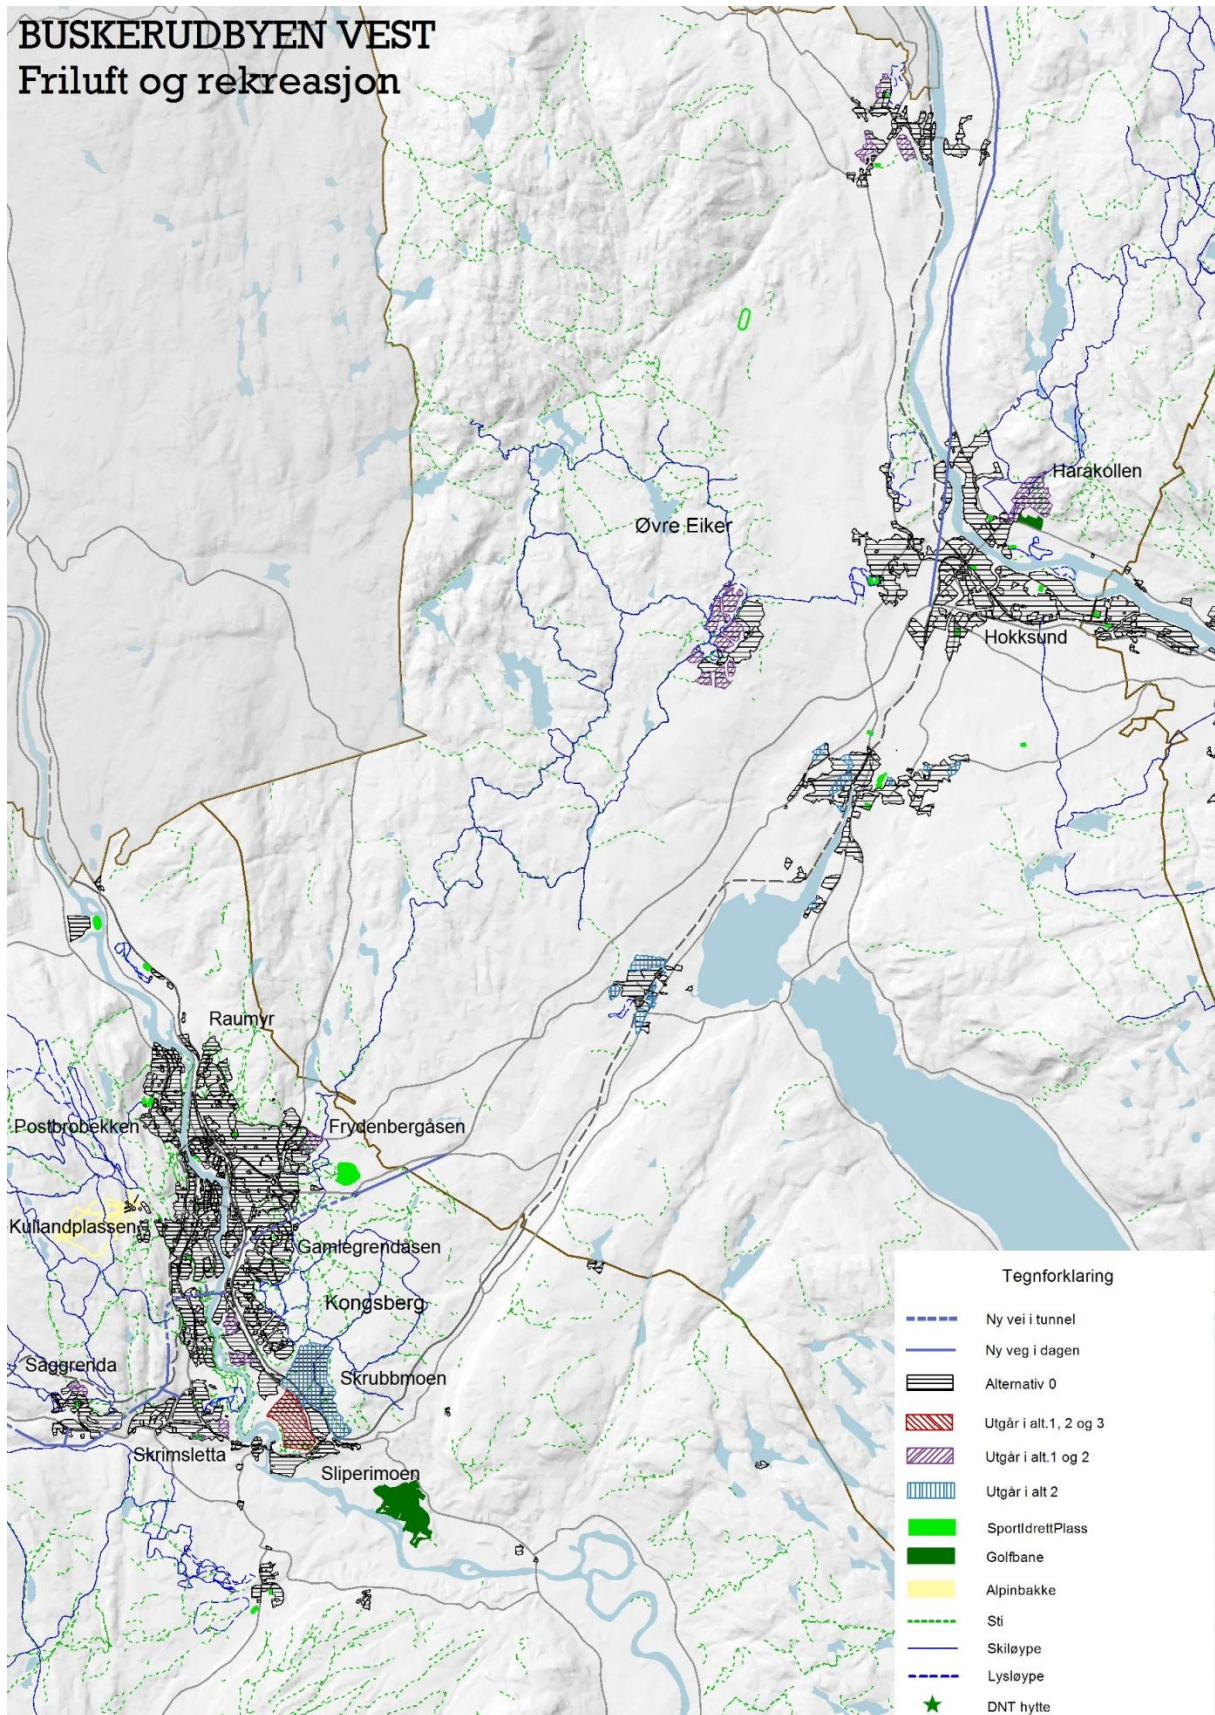 BUSKERUDBYEN VEST
Friluft og rekreasjon
Harakollen
Øvre Eiker
Hokksund
Raumyr
Postbrobekken
Frydenbergåsen
Kullandplassen
Gamlegrendåsen
Kongsberg
Saggrenda
Skrubbmoen
Skrimsletta
Sliperimoen
Tegnforklaring
Ny vei i tunnel
Ny veg i dagen
Alternativ 0
Utgår i alt.1, 2 og 3
Utgår i alt.1 og 2
Utgår i alt 2
SportIdrettPlass
Golfbane
Alpinbakke
Sti
Skiløype
Lysløype
DNT hytte